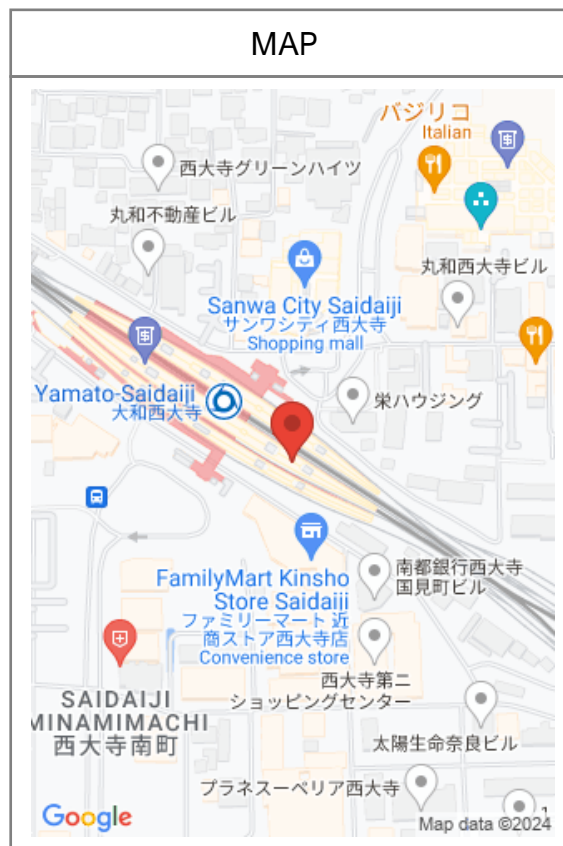 MAP
バジリコ
Italian
西大寺グリーンハイツ
丸和不動産ビル
丸和西大寺ビル
Sanwa City Saidaiji
サンワシティ西大寺
Shopping mall
Yamato-Saidaiji
大和西大寺
栄ハウジング
FamilyMart Kinsho
Store Saidaiji
ファミリーマート 近
商ストア西大寺店
Convenience store
南都銀行西大寺
国見町ビル
西大寺第二
ショッピングセンター
SAIDAIJI
MINAMIMACHI
西大寺南町
太陽生命奈良ビル
プラネスーペリア西大寺
1
Google
Map data ©2024